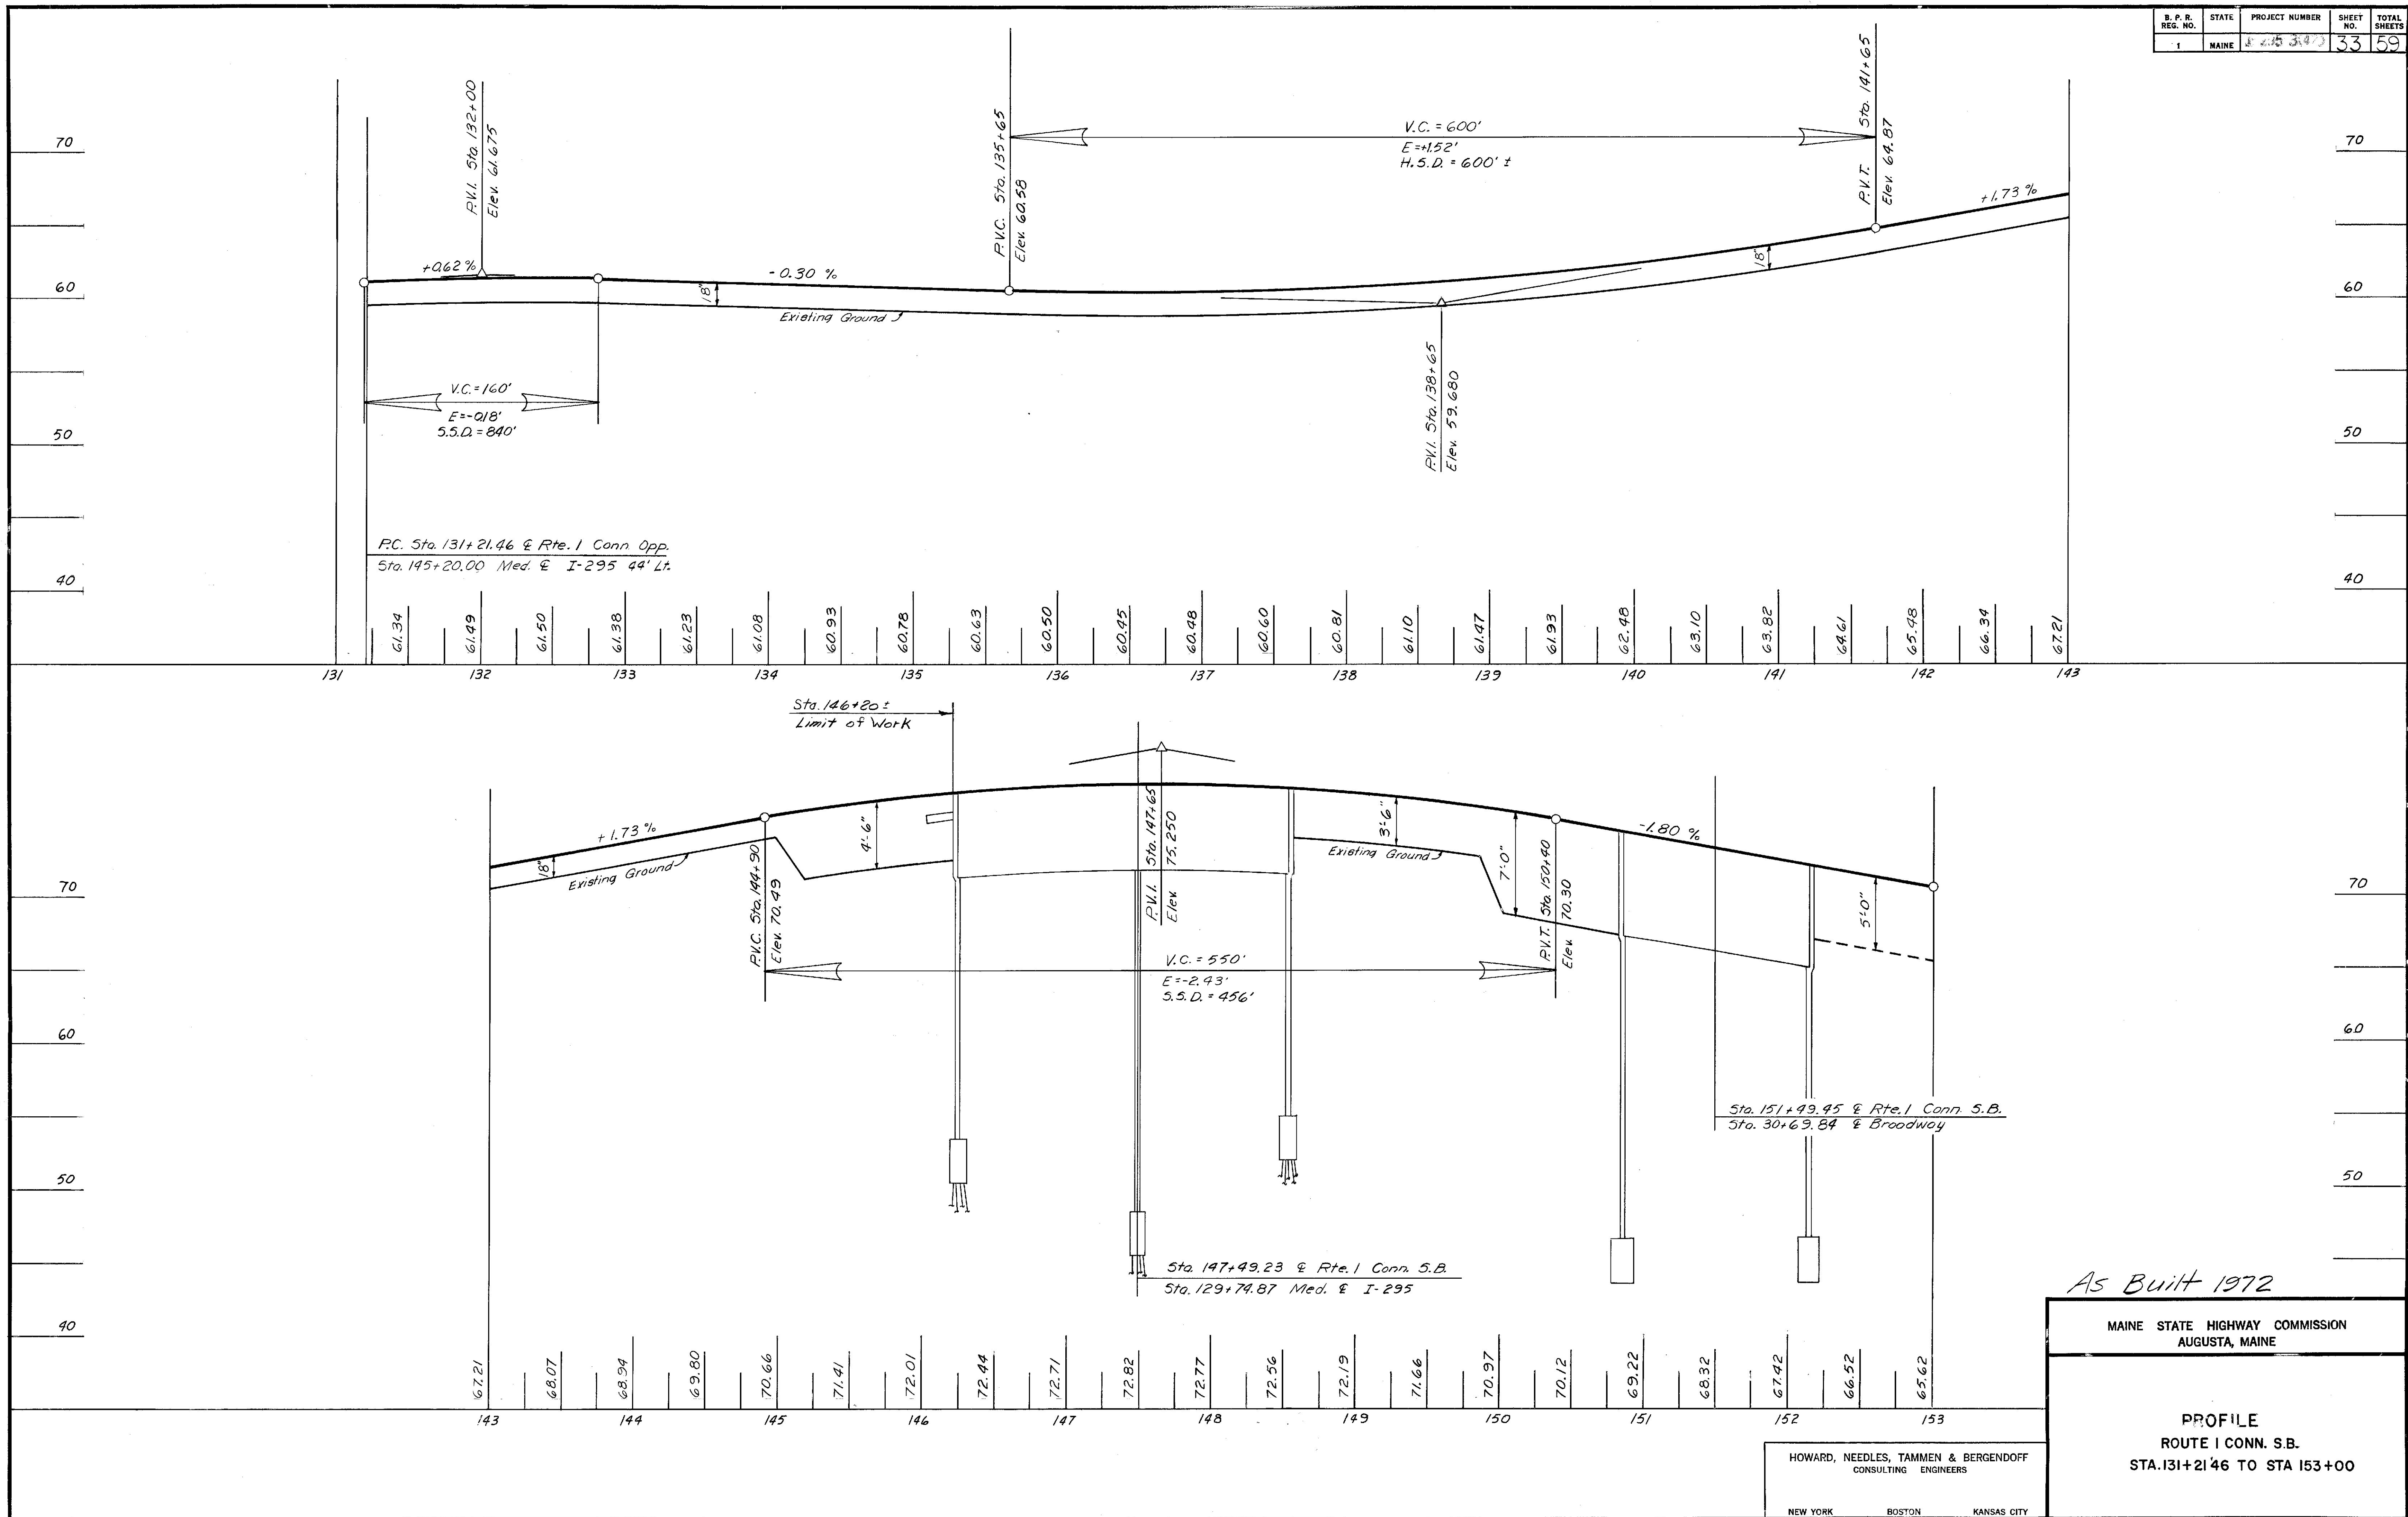 B. P. R. REG. NO. STATE PROJECT NUMBER SHEET NO. TOTAL SHEETS
1 MAINE 33 59
P.V.I. Sta. 132+00
Elev. 61.675
P.V.C. Sta. 135+65
Elev. 60.58
V.C. = 600'
E=+1.52'
H.S.D. = 600' ±
P.V.T. Sta. 141+65
Elev. 64.87
70
70
+0.62 %
-0.30 %
+1.73 %
18"
18"
60
60
Existing Ground
P.V.I. Sta. 138+65
Elev. 59.680
V.C. = 160'
E=-0.18'
S.S.D. = 840'
50
50
P.C. Sta. 131+21.46 ℄ Rte. 1 Conn Opp.
Sta. 145+20.00 Med. ℄ I-295 44' Lt.
40
40
61.34 61.49 61.50 61.38 61.23 61.08 60.93 60.78 60.63 60.50 60.45 60.48 60.60 60.81 61.10 61.47 61.93 62.48 63.10 63.82 64.61 65.48 66.34 67.21
131 132 133 134 135 136 137 138 139 140 141 142 143
Sta. 146+20 ±
Limit of Work
P.V.I. Sta. 147+65
Elev. 75.250
+1.73 %
-1.80 %
18"
4'-6"
3'-6"
7'-0"
5'-0"
Existing Ground
Existing Ground
70
70
P.V.C. Sta. 144+90
Elev. 70.49
P.V.T. Sta. 150+40
Elev. 70.30
V.C. = 550'
E=-2.43'
S.S.D. = 456'
60
60
Sta. 151+49.45 ℄ Rte. 1 Conn. S.B.
Sta. 30+69.84 ℄ Broadway
50
50
Sta. 147+49.23 ℄ Rte. 1 Conn. S.B.
Sta. 129+74.87 Med. ℄ I-295
40
67.21 68.07 68.94 69.80 70.66 71.41 72.01 72.44 72.71 72.82 72.77 72.56 72.19 71.66 70.97 70.12 69.22 68.32 67.42 66.52 65.62
143 144 145 146 147 148 149 150 151 152 153
As Built 1972
MAINE STATE HIGHWAY COMMISSION
AUGUSTA, MAINE
PROFILE
ROUTE 1 CONN. S.B.
STA.131+21.46 TO STA 153+00
HOWARD, NEEDLES, TAMMEN & BERGENDOFF
CONSULTING ENGINEERS
NEW YORK BOSTON KANSAS CITY